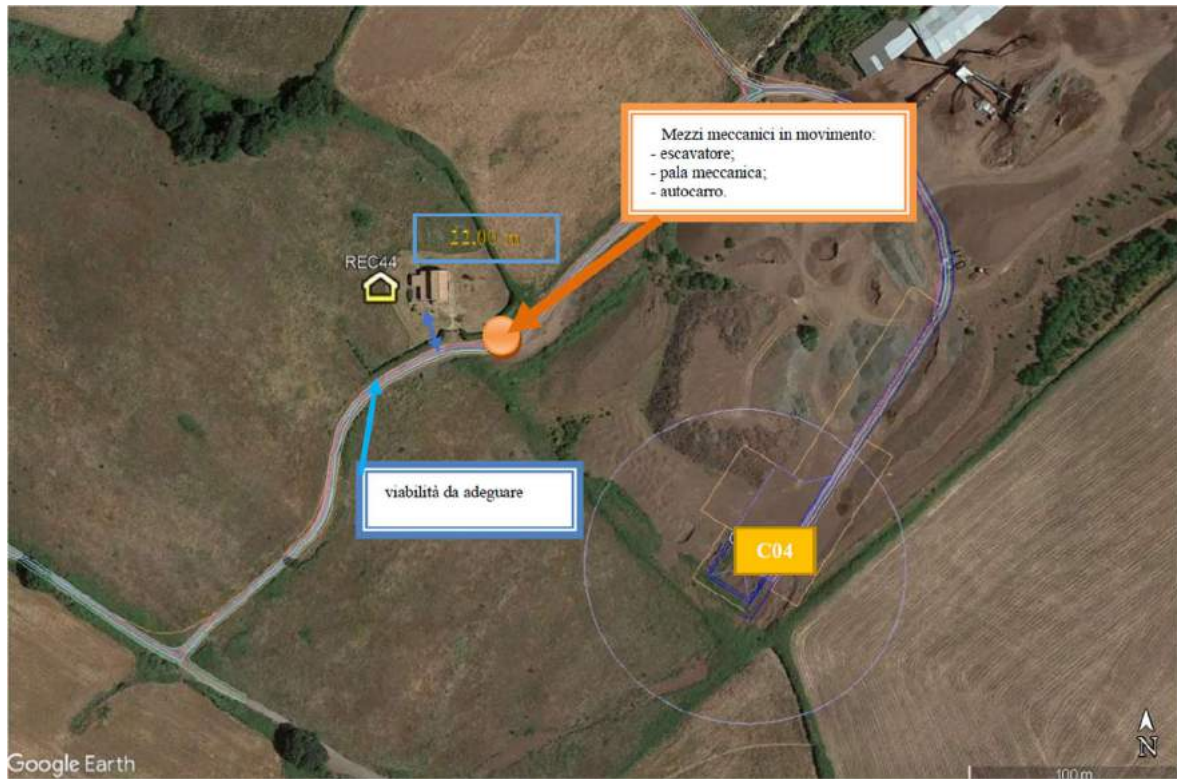 Mezzi meccanici in movimento:
- escavatore;
- pala meccanica;
- autocarro.
22,00 m
REC44
viabilità da adeguare
C04
N
Google Earth
100 m